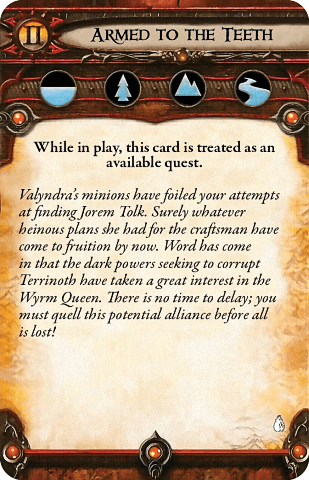 II
Armed to the Teeth
While in play, this card is treated as an
available quest.
Valyndra's minions have foiled your attempts
at finding Jorem Tolk. Surely whatever
heinous plans she had for the craftsman have
come to fruition by now. Word has come
in that the dark powers seeking to corrupt
Terrinoth have taken a great interest in the
Wyrm Queen. There is no time to delay; you
must quell this potential alliance before all
is lost!